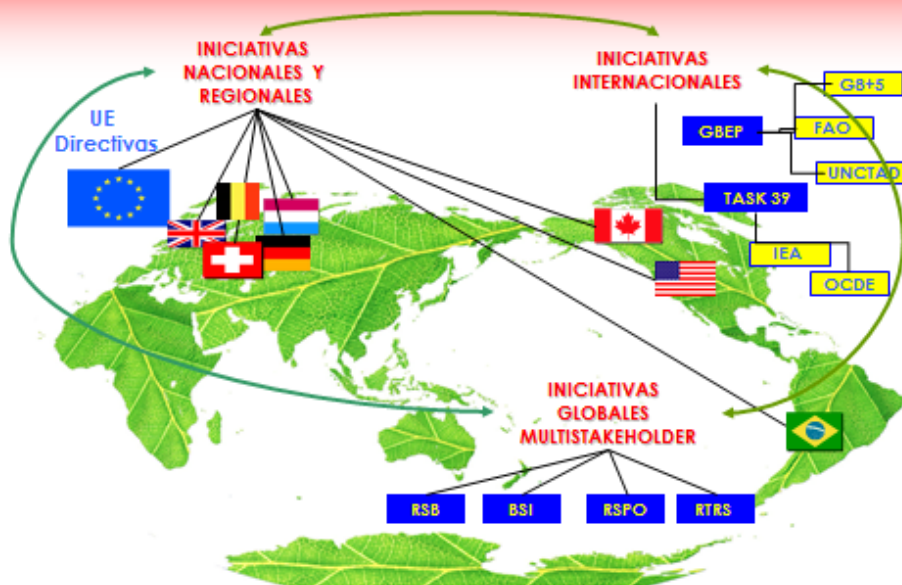 INICIATIVAS
NACIONALES Y
REGIONALES
INICIATIVAS
INTERNACIONALES
UE
Directivas
G8+5
GBEP
FAO
UNCTAD
TASK 39
IEA
OCDE
INICIATIVAS
GLOBALES
MULTISTAKEHOLDER
RSB
BSI
RSPO
RTRS